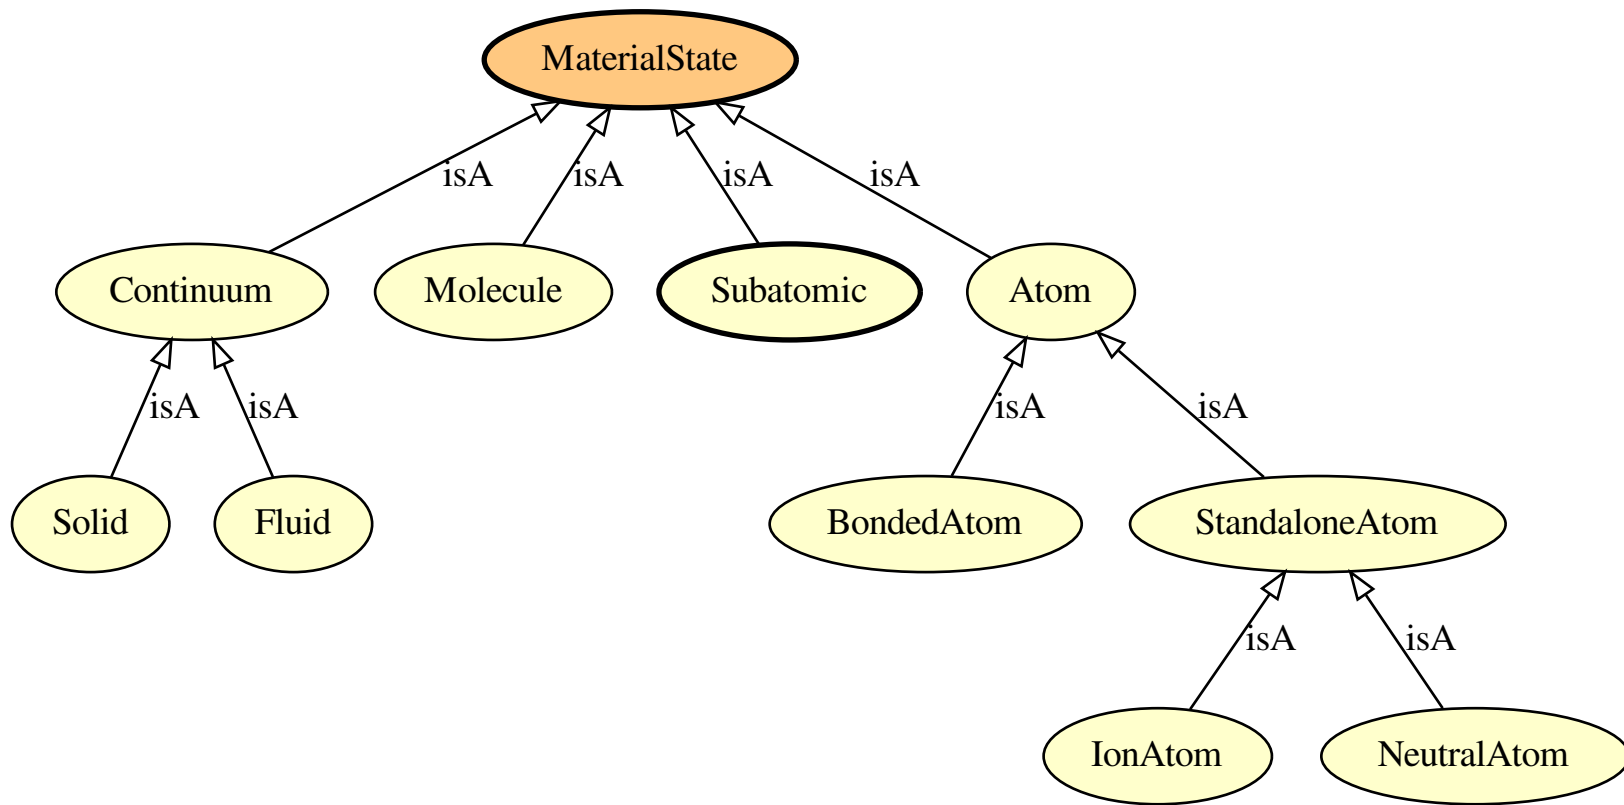 MaterialState
isA
isA
isA
isA
Continuum
Molecule
Subatomic
Atom
isA
isA
isA
isA
Solid
Fluid
BondedAtom
StandaloneAtom
isA
isA
IonAtom
NeutralAtom